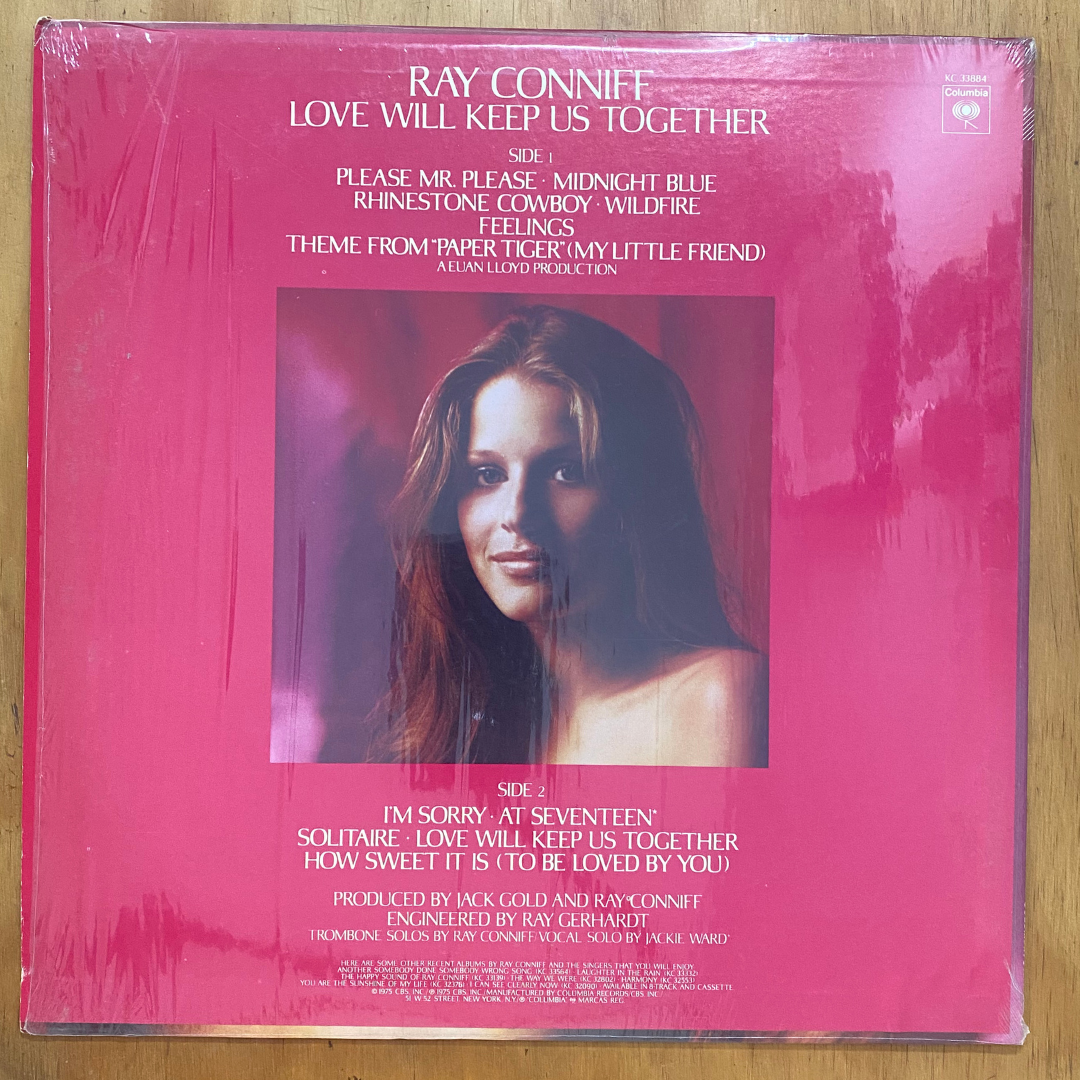 KC 33884
Columbia
RAY CONNIFF
LOVE WILL KEEP US TOGETHER
SIDE 1
PLEASE MR. PLEASE · MIDNIGHT BLUE
RHINESTONE COWBOY · WILDFIRE
FEELINGS
THEME FROM "PAPER TIGER" (MY LITTLE FRIEND)
A EUAN LLOYD PRODUCTION
SIDE 2
I'M SORRY · AT SEVENTEEN*
SOLITAIRE · LOVE WILL KEEP US TOGETHER
HOW SWEET IT IS (TO BE LOVED BY YOU)
PRODUCED BY JACK GOLD AND RAY CONNIFF
ENGINEERED BY RAY GERHARDT
TROMBONE SOLOS BY RAY CONNIFF/VOCAL SOLO BY JACKIE WARD*
HERE ARE SOME OTHER RECENT ALBUMS BY RAY CONNIFF AND THE SINGERS THAT YOU WILL ENJOY
ANOTHER SOMEBODY DONE SOMEBODY WRONG SONG (KC 33564) LAUGHTER IN THE RAIN (KC 33332)
THE HAPPY SOUND OF RAY CONNIFF (KC 33139) THE WAY WE WERE (KC 32802) · HARMONY (KC 32553)
YOU ARE THE SUNSHINE OF MY LIFE (KC 32376) I CAN SEE CLEARLY NOW (KC 32090) AVAILABLE IN 8-TRACK AND CASSETTE
© 1975 CBS, INC./℗ 1975 CBS, INC./MANUFACTURED BY COLUMBIA RECORDS/CBS, INC./
51 W. 52 STREET, NEW YORK, N.Y./® "COLUMBIA," MARCAS REG.